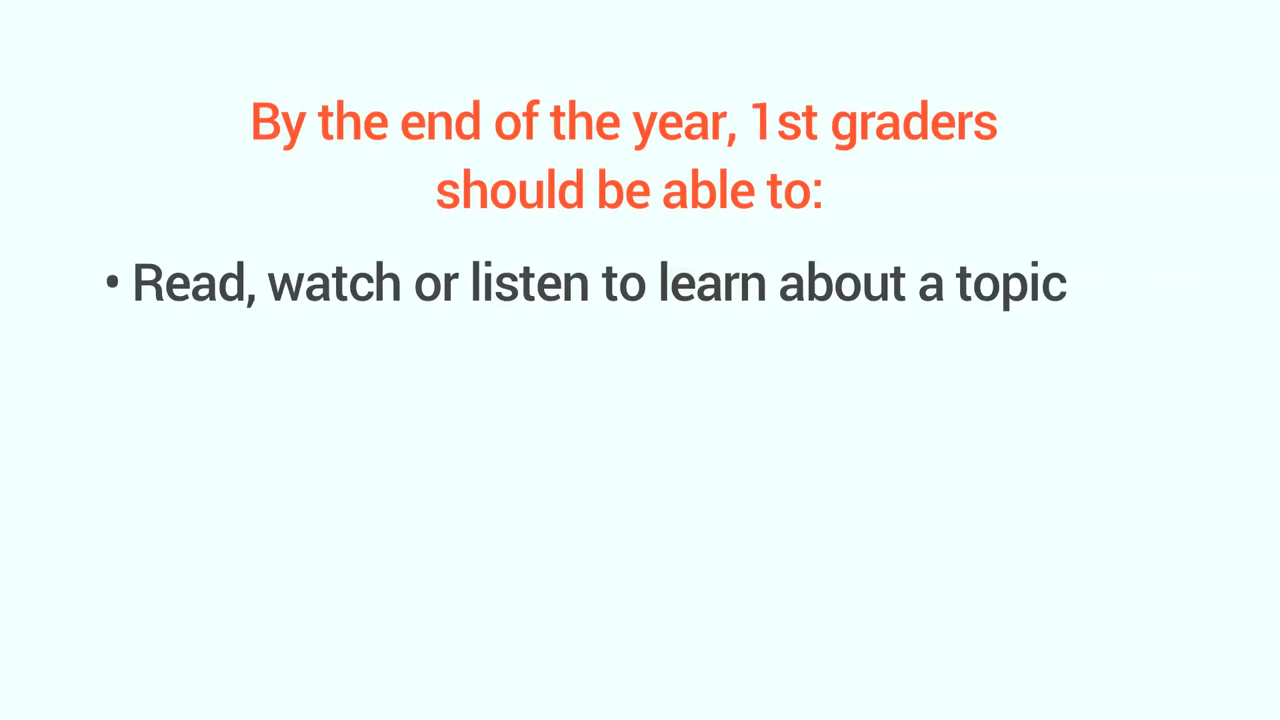 By the end of the year, 1st graders
should be able to:
• Read, watch or listen to learn about a topic